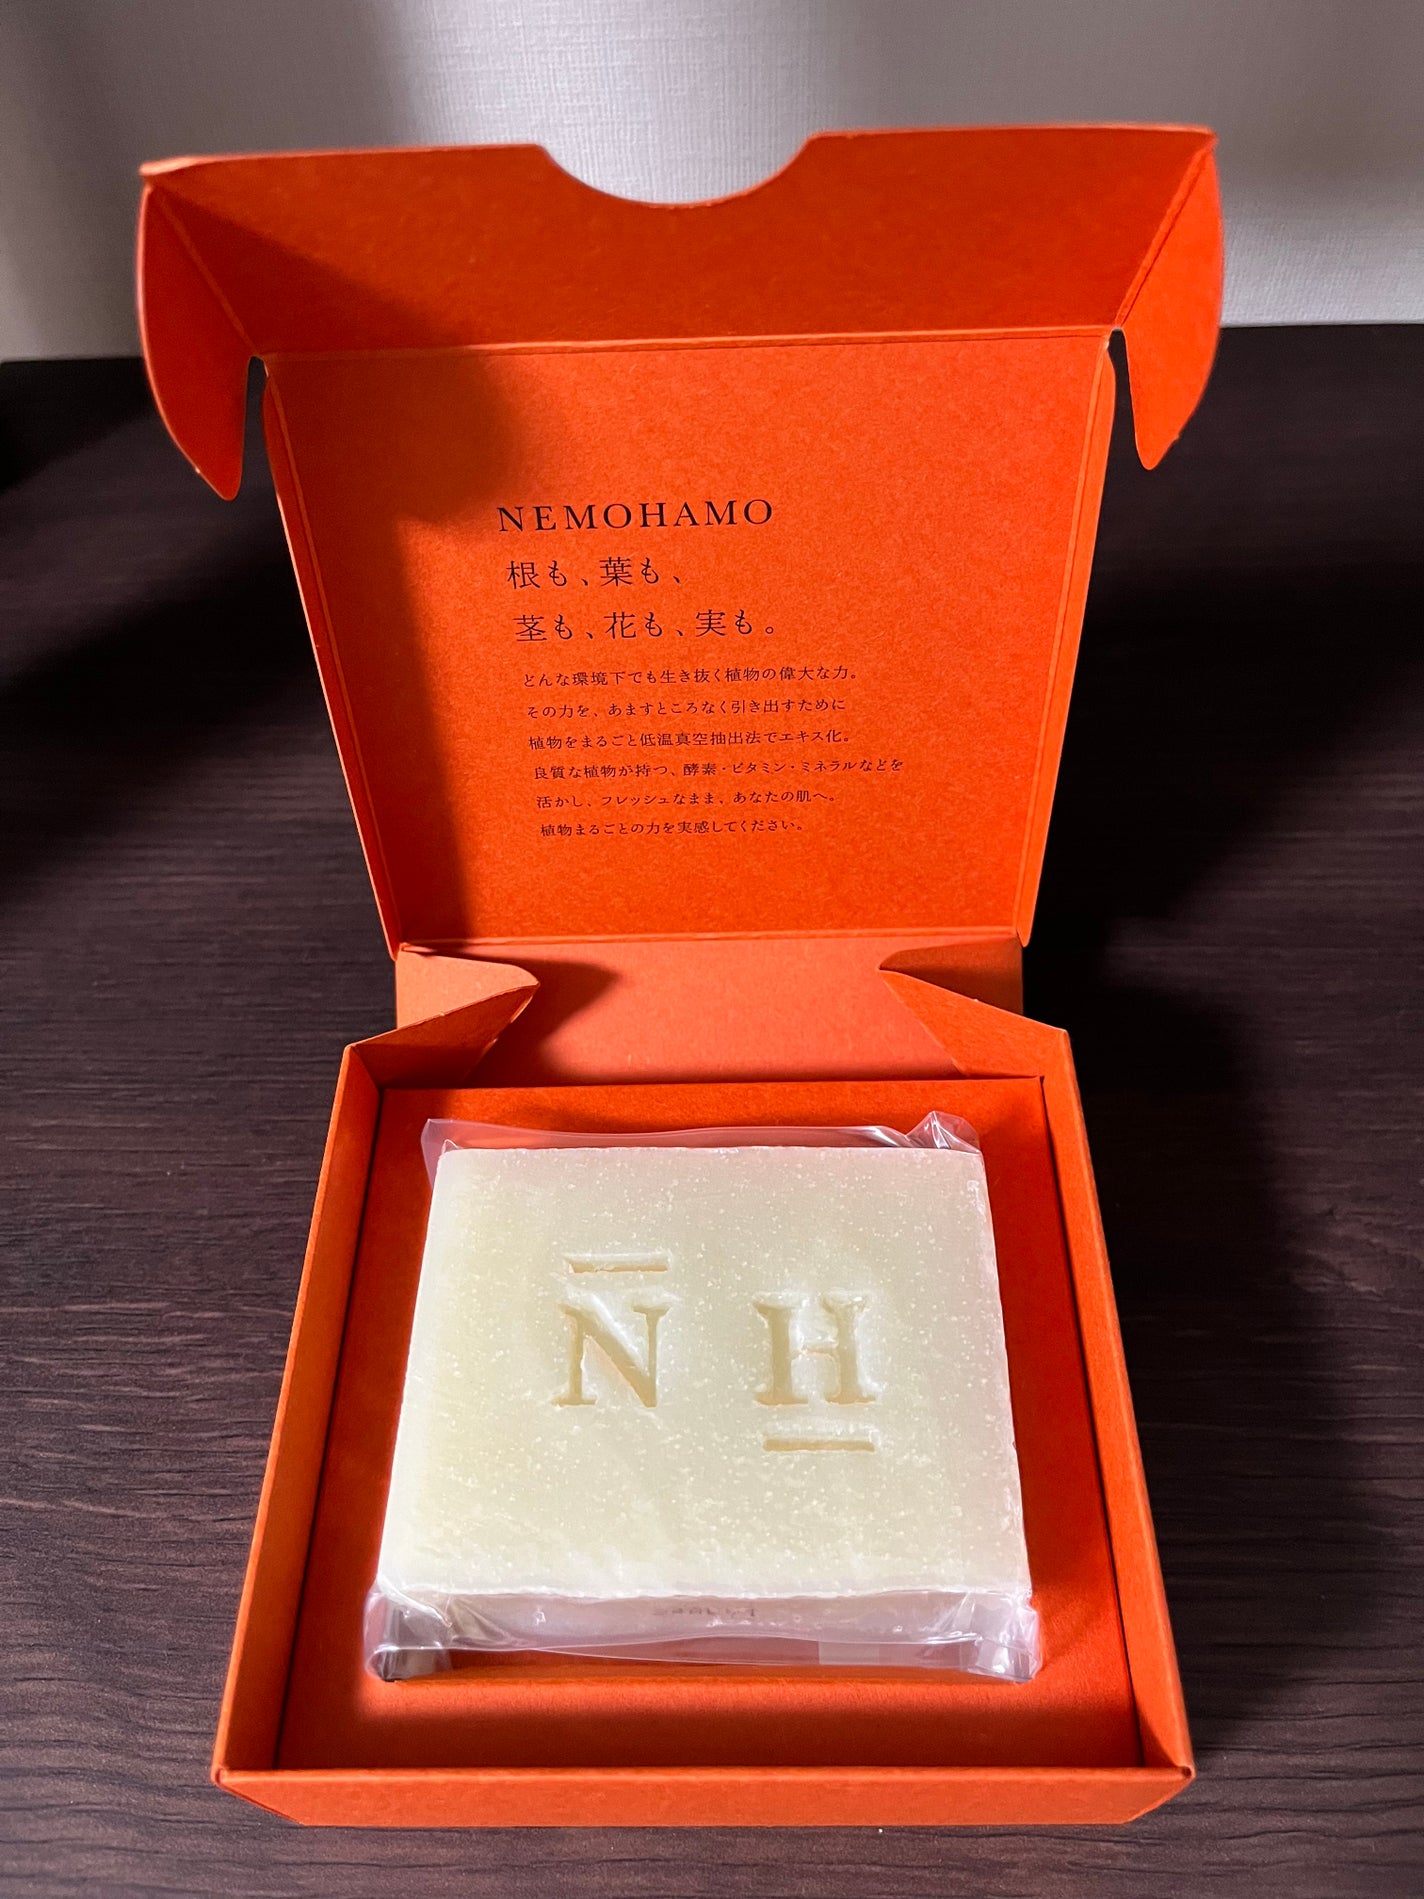 NEMOHAMO
根も、葉も、
茎も、花も、実も。
どんな環境下でも生き抜く植物の偉大な力。
その力を、あますところなく引き出すために
植物をまるごと低温真空抽出法でエキス化。
良質な植物が持つ、酵素・ビタミン・ミネラルなどを
活かし、フレッシュなまま、あなたの肌へ。
植物まるごとの力を実感してください。
N H